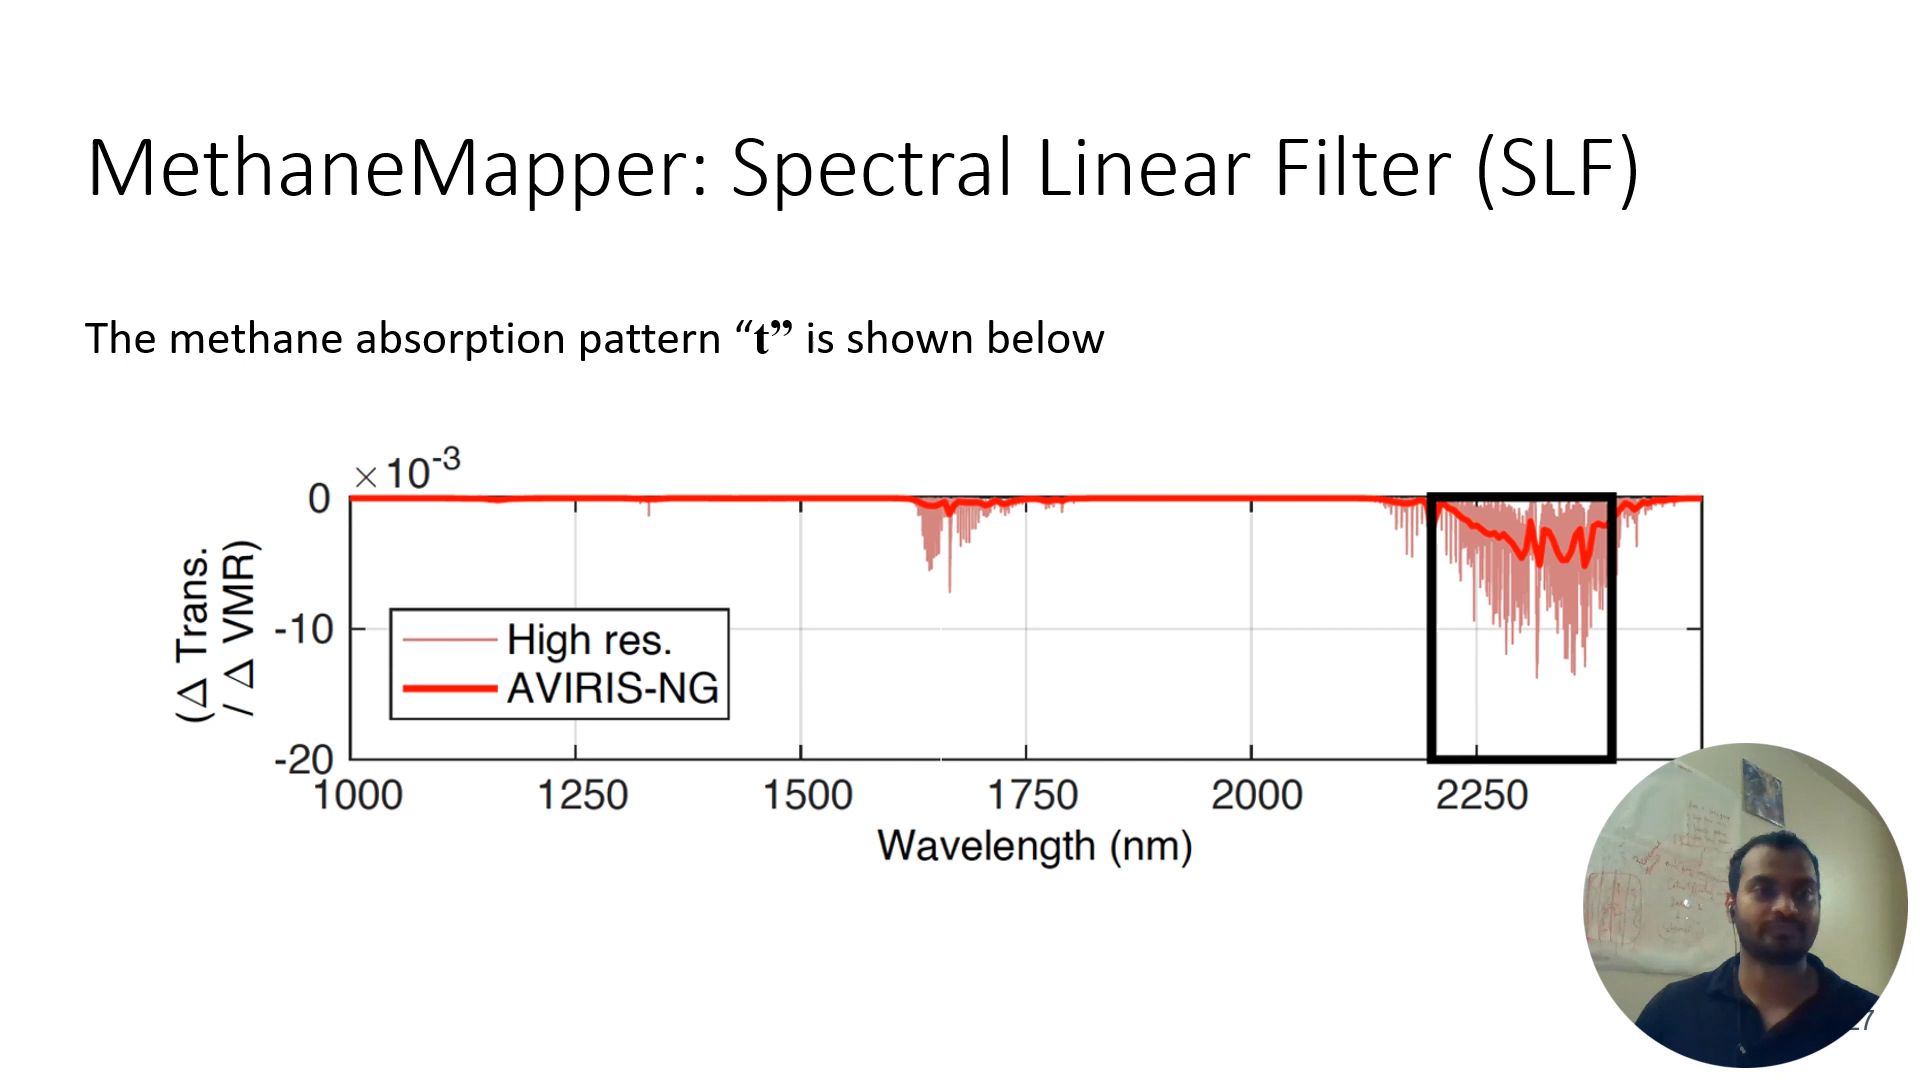 MethaneMapper: Spectral Linear Filter (SLF)
The methane absorption pattern “t” is shown below
×10-3
0
-10
-20
(Δ Trans.
/ Δ VMR)
High res.
AVIRIS-NG
1000 1250 1500 1750 2000 2250
Wavelength (nm)
27